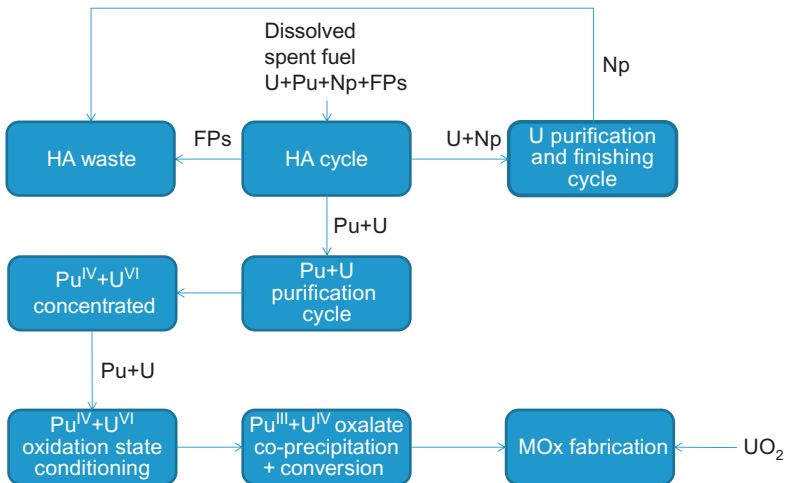 Dissolved
spent fuel
U+Pu+Np+FPs
Np
HA waste
FPs
HA cycle
U+Np
U purification
and finishing
cycle
Pu+U
Puᴵⱽ+Uⱽᴵ
concentrated
Pu+U
purification
cycle
Pu+U
Puᴵⱽ+Uⱽᴵ
oxidation state
conditioning
Puᴵᴵᴵ+Uᴵⱽ oxalate
co-precipitation
+ conversion
MOx fabrication
UO₂